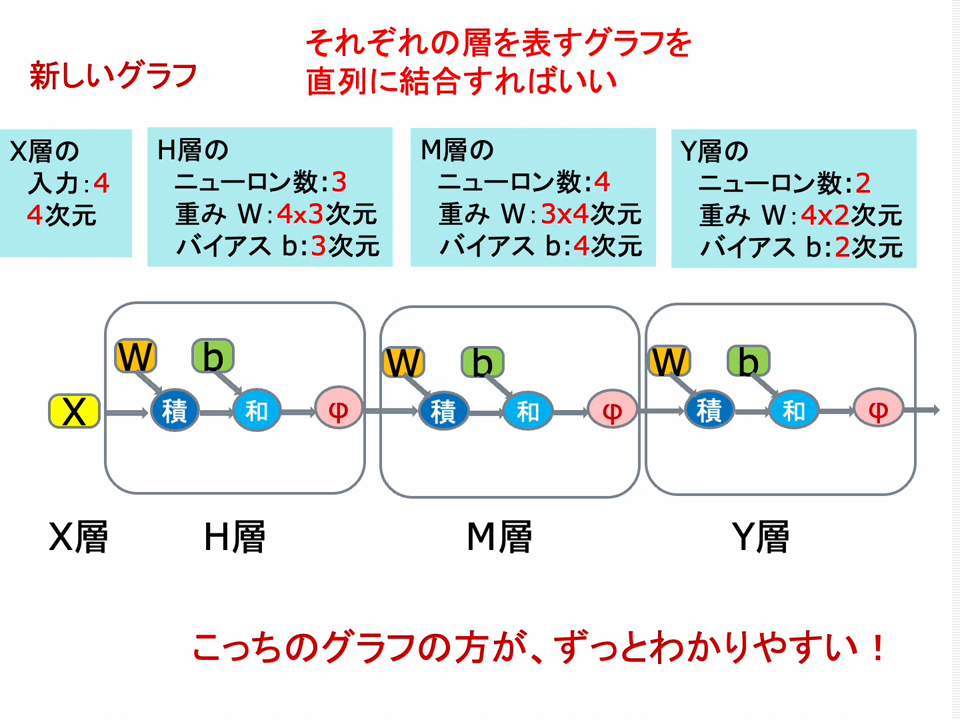 新しいグラフ
それぞれの層を表すグラフを
直列に結合すればいい
X層の
入力:4
4次元
H層の
ニューロン数:3
重み W:4x3次元
バイアス b:3次元
M層の
ニューロン数:4
重み W:3x4次元
バイアス b:4次元
Y層の
ニューロン数:2
重み W:4x2次元
バイアス b:2次元
W b
W b
W b
X 積 和 φ 積 和 φ 積 和 φ
X層 H層 M層 Y層
こっちのグラフの方が、ずっとわかりやすい！